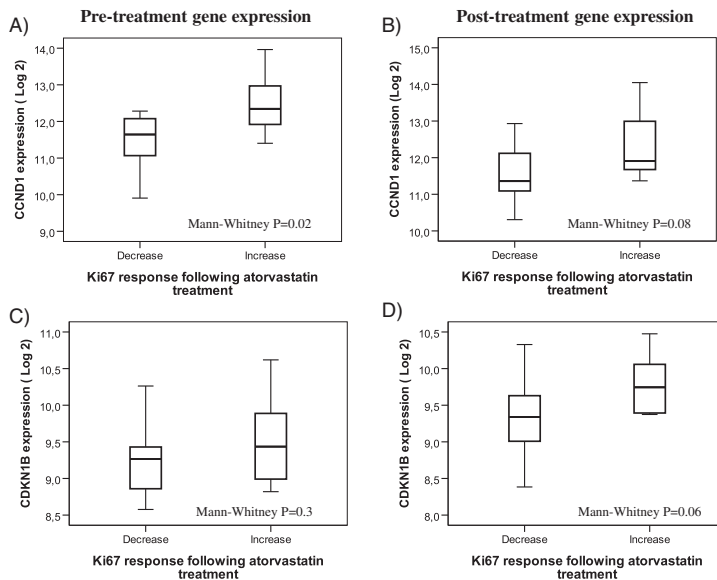 Pre-treatment gene expression
Post-treatment gene expression
A)
CCND1 expression ( Log 2)
14,0
13,0
12,0
11,0
10,0
9,0
Mann-Whitney P=0.02
Decrease
Increase
Ki67 response following atorvastatin
treatment
B)
CCND1 expression (Log 2)
15,0
14,0
13,0
12,0
11,0
10,0
Mann-Whitney P=0.08
Decrease
Increase
Ki67 response following atorvastatin
treatment
C)
CDKN1B expression ( Log 2)
11,0
10,5
10,0
9,5
9,0
8,5
Mann-Whitney P=0.3
Decrease
Increase
Ki67 response following atorvastatin
treatment
D)
CDKN1B expression ( Log 2)
10,5
10,0
9,5
9,0
8,5
8,0
Mann-Whitney P=0.06
Decrease
Increase
Ki67 response following atorvastatin
treatment